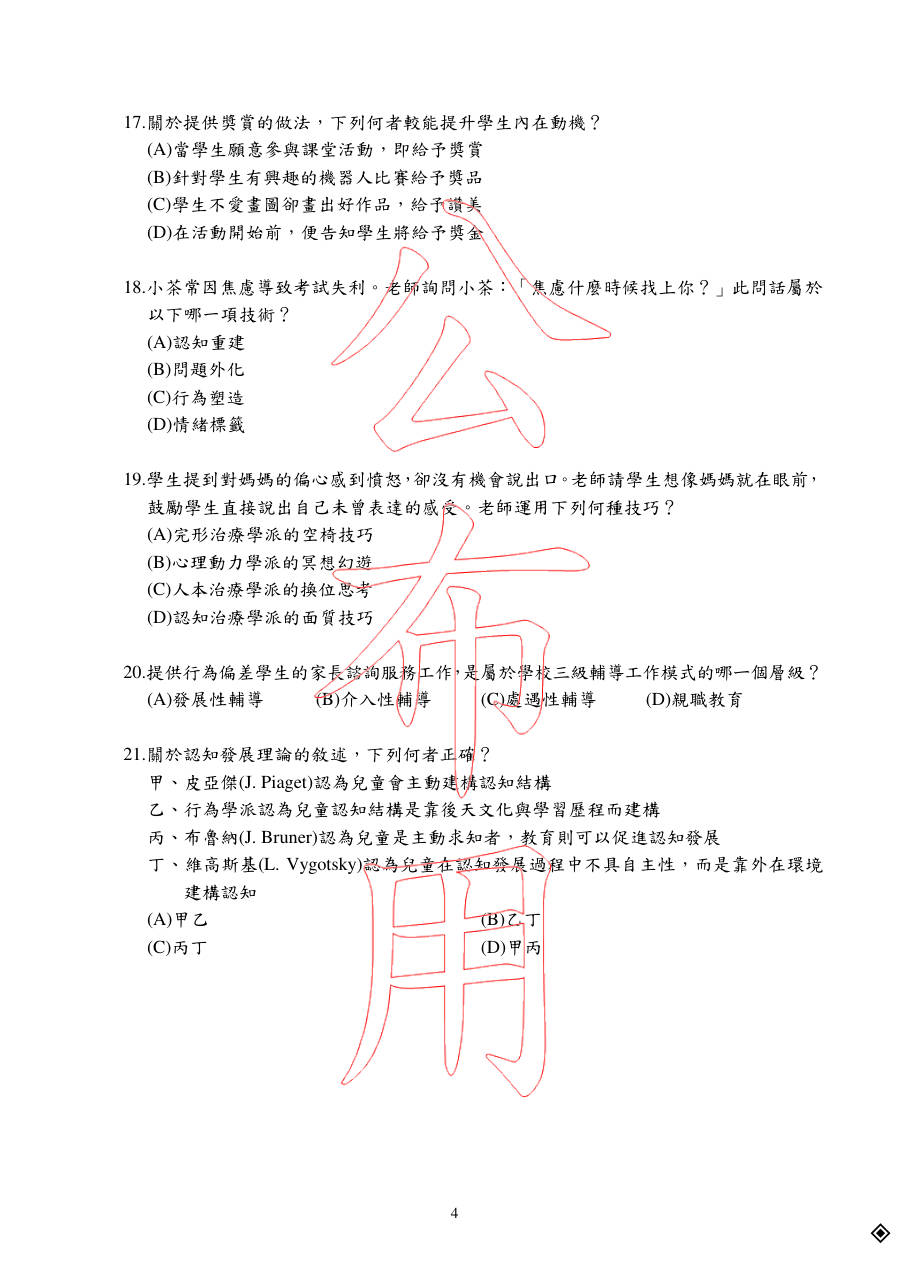 17.關於提供獎賞的做法，下列何者較能提升學生內在動機？
(A)當學生願意參與課堂活動，即給予獎賞
(B)針對學生有興趣的機器人比賽給予獎品
(C)學生不愛畫圖卻畫出好作品，給予讚美
(D)在活動開始前，便告知學生將給予獎金
18.小茶常因焦慮導致考試失利。老師詢問小茶：「焦慮什麼時候找上你？」此問話屬於
以下哪一項技術？
(A)認知重建
(B)問題外化
(C)行為塑造
(D)情緒標籤
19.學生提到對媽媽的偏心感到憤怒，卻沒有機會說出口。老師請學生想像媽媽就在眼前，
鼓勵學生直接說出自己未曾表達的感受。老師運用下列何種技巧？
(A)完形治療學派的空椅技巧
(B)心理動力學派的冥想幻遊
(C)人本治療學派的換位思考
(D)認知治療學派的面質技巧
20.提供行為偏差學生的家長諮詢服務工作，是屬於學校三級輔導工作模式的哪一個層級？
(A)發展性輔導 (B)介入性輔導 (C)處遇性輔導 (D)親職教育
21.關於認知發展理論的敘述，下列何者正確？
甲、皮亞傑(J. Piaget)認為兒童會主動建構認知結構
乙、行為學派認為兒童認知結構是靠後天文化與學習歷程而建構
丙、布魯納(J. Bruner)認為兒童是主動求知者，教育則可以促進認知發展
丁、維高斯基(L. Vygotsky)認為兒童在認知發展過程中不具自主性，而是靠外在環境
建構認知
(A)甲乙 (B)乙丁
(C)丙丁 (D)甲丙
公布用
4